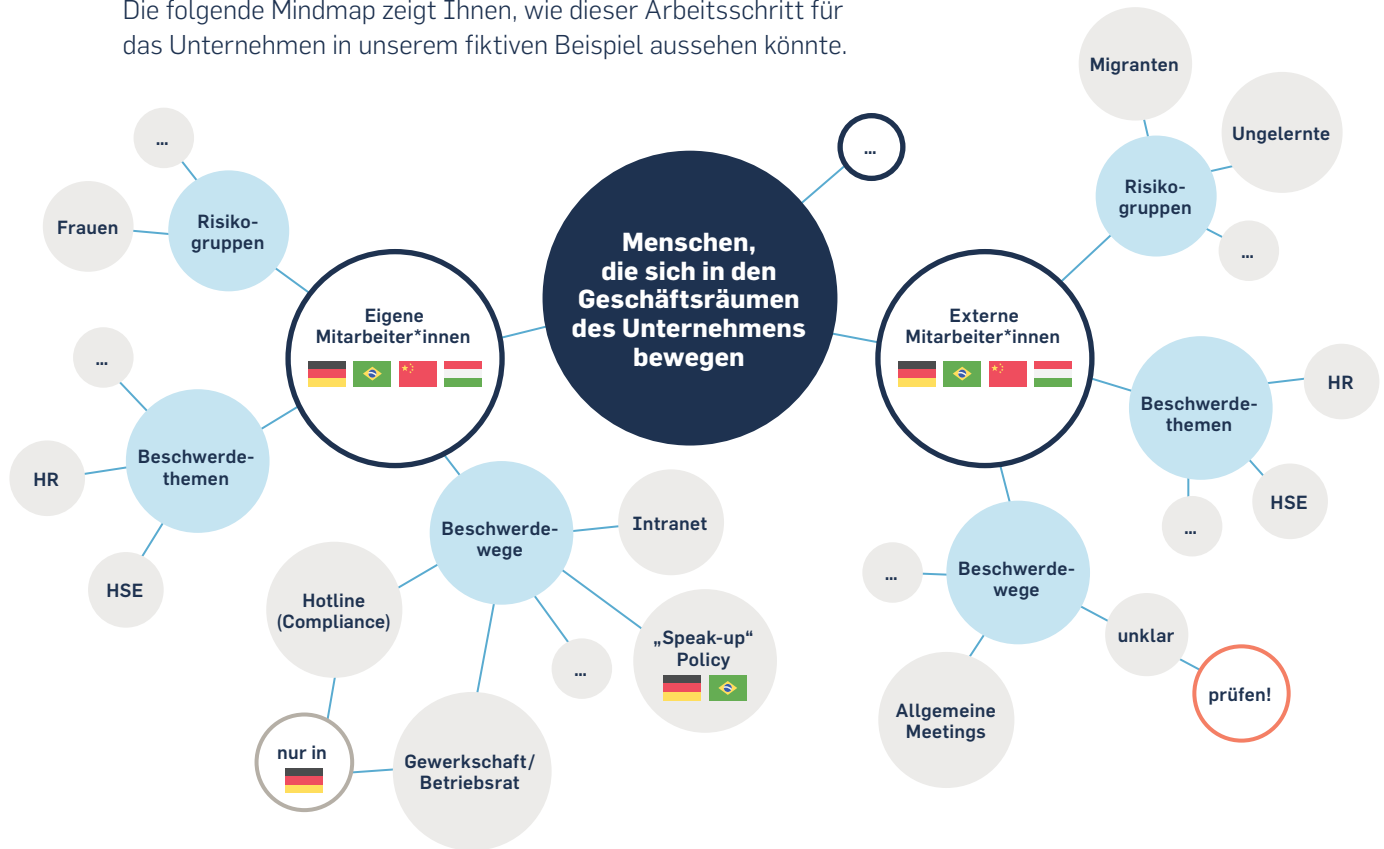 Die folgende Mindmap zeigt Ihnen, wie dieser Arbeitsschritt für
das Unternehmen in unserem fiktiven Beispiel aussehen könnte.
Menschen,
die sich in den
Geschäftsräumen
des Unternehmens
bewegen
...
Eigene
Mitarbeiter*innen
Risiko-
gruppen
...
Frauen
Beschwerde-
themen
...
HR
HSE
Beschwerde-
wege
Intranet
„Speak-up“
Policy
...
Hotline
(Compliance)
Gewerkschaft/
Betriebsrat
nur in
Externe
Mitarbeiter*innen
Risiko-
gruppen
Migranten
Ungelernte
...
Beschwerde-
themen
HR
HSE
...
Beschwerde-
wege
...
unklar
prüfen!
Allgemeine
Meetings